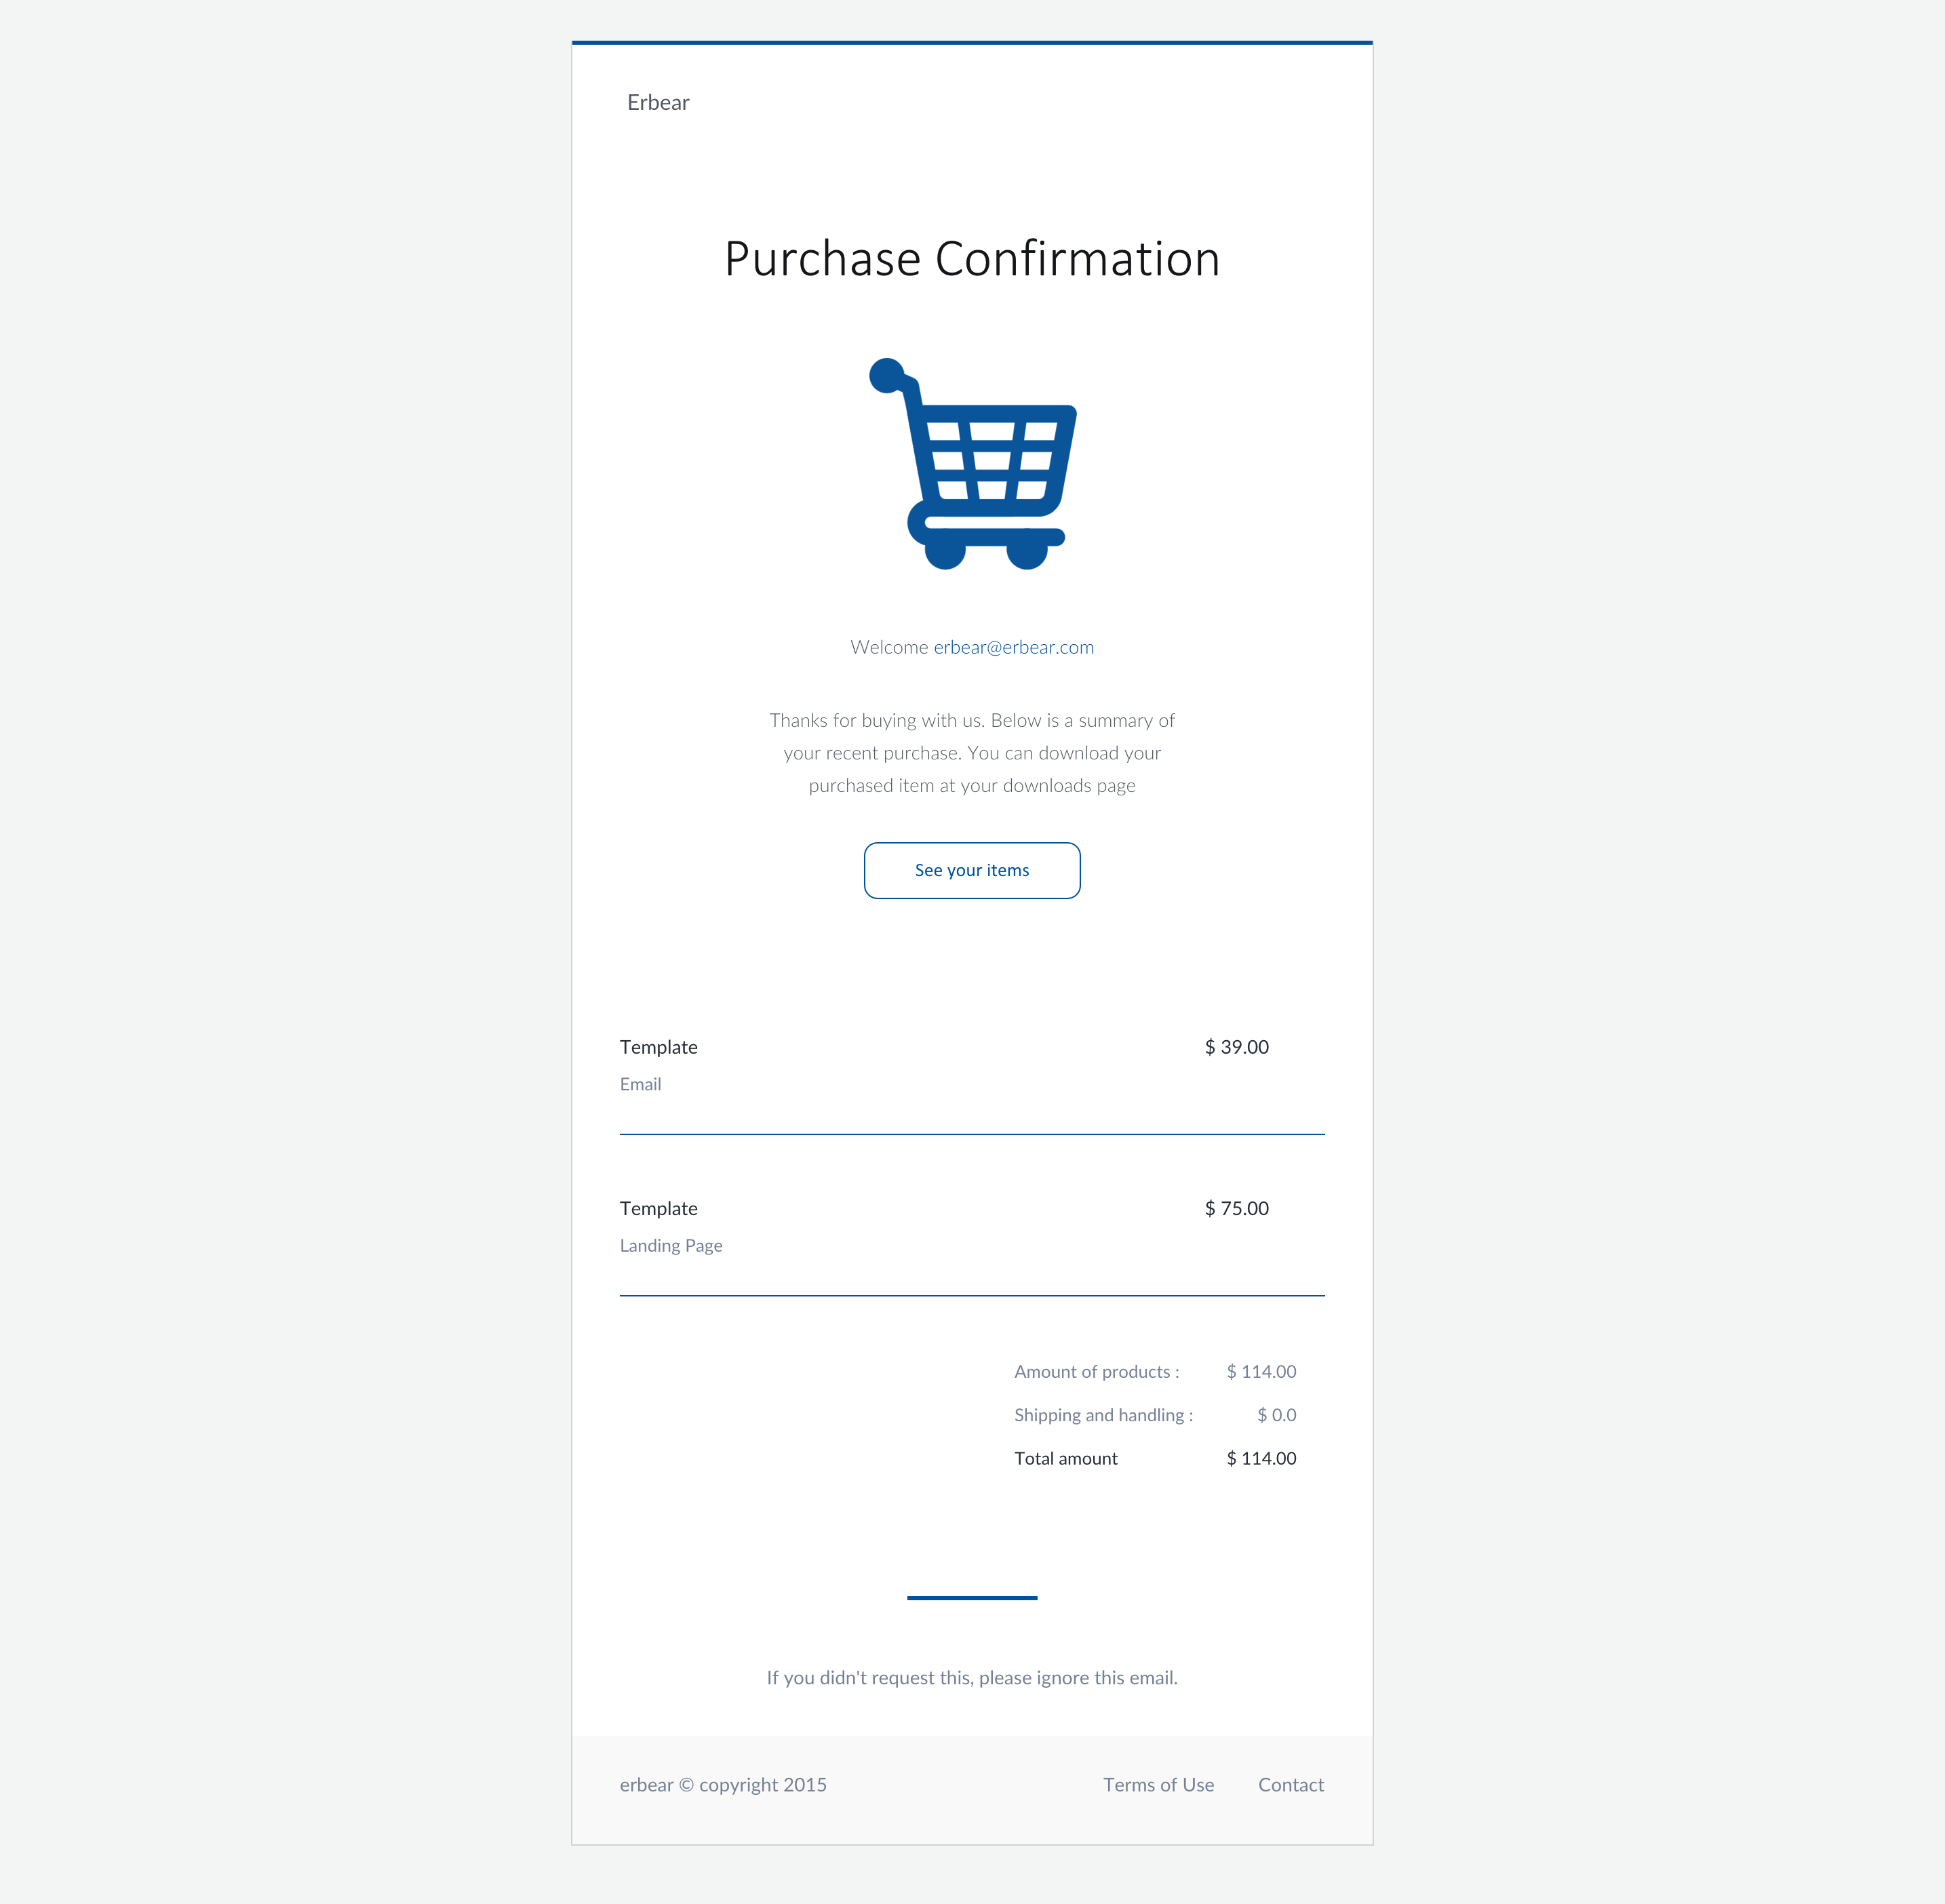 Erbear
Purchase Confirmation
Welcome erbear@erbear.com
Thanks for buying with us. Below is a summary of
your recent purchase. You can download your
purchased item at your downloads page
See your items
Template $ 39.00
Email
Template $ 75.00
Landing Page
Amount of products : $ 114.00
Shipping and handling : $ 0.0
Total amount $ 114.00
If you didn't request this, please ignore this email.
erbear © copyright 2015 Terms of Use Contact